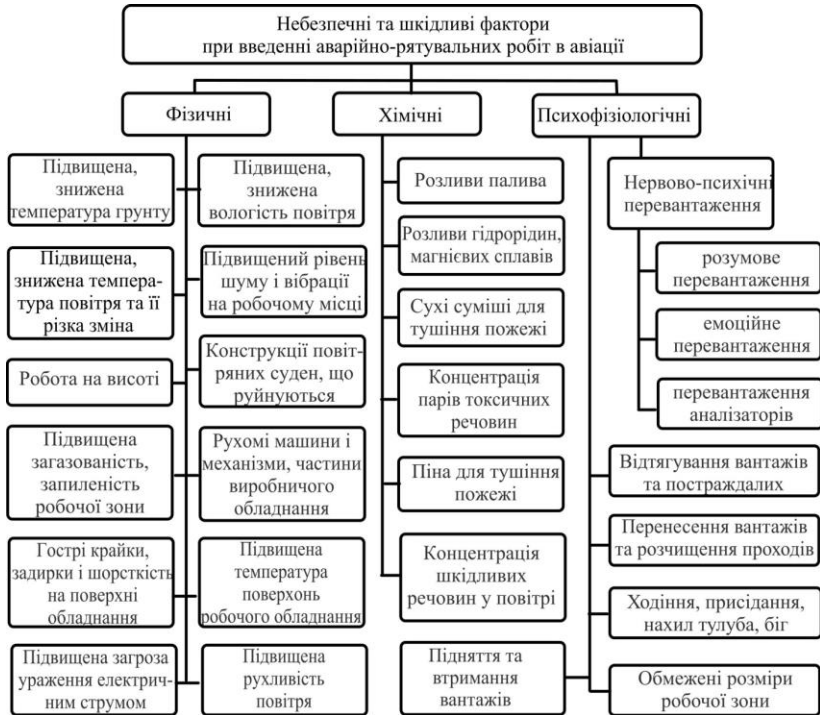 Небезпечні та шкідливі фактори
при введенні аварійно-рятувальних робіт в авіації
Фізичні
Хімічні
Психофізіологічні
Підвищена,
знижена
температура грунту
Підвищена,
знижена
вологість повітря
Підвищена,
знижена темпера-
тура повітря та її
різка зміна
Підвищений рівень
шуму і вібрації
на робочому місці
Робота на висоті
Конструкції повіт-
ряних суден, що
руйнуються
Підвищена
загазованість,
запиленість
робочої зони
Рухомі машини і
механізми, частини
виробничого
обладнання
Гострі крайки,
задирки і шорсткість
на поверхні
обладнання
Підвищена
температура
поверхонь
робочого обладнання
Підвищена загроза
ураження електрич-
ним струмом
Підвищена
рухливість
повітря
Розливи палива
Розливи гідрорідин,
магнієвих сплавів
Сухі суміші для
тушіння пожежі
Концентрація
парів токсичних
речовин
Піна для тушіння
пожежі
Концентрація
шкідливих
речовин у повітрі
Підняття та
втримання
вантажів
Нервово-психічні
перевантаження
розумове
перевантаження
емоційне
перевантаження
перевантаження
аналізаторів
Відтягування вантажів
та постраждалих
Перенесення вантажів
та розчищення проходів
Ходіння, присідання,
нахил тулуба, біг
Обмежені розміри
робочої зони